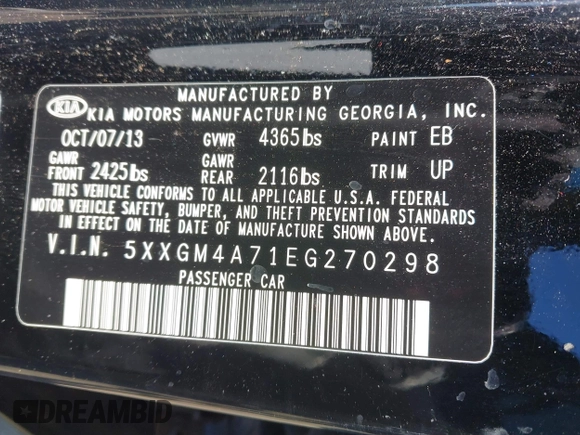 MANUFACTURED BY
KIA KIA MOTORS MANUFACTURING GEORGIA, INC.
OCT/07/13 GVWR 4365lbs PAINT EB
GAWR FRONT 2425lbs GAWR REAR 2116lbs TRIM UP
THIS VEHICLE CONFORMS TO ALL APPLICABLE U.S.A. FEDERAL
MOTOR VEHICLE SAFETY, BUMPER, AND THEFT PREVENTION STANDARDS
IN EFFECT ON THE DATE OF MANUFACTURE SHOWN ABOVE.
V.I.N. 5XXGM4A71EG270298
PASSENGER CAR
DREAMBID